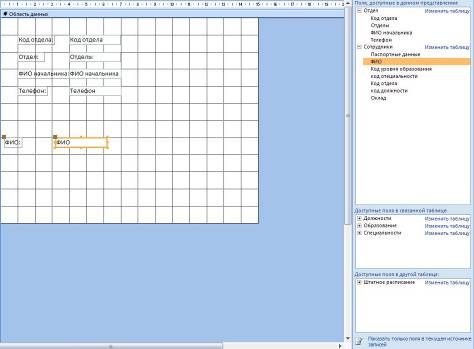 Область данных
Код отдела: Код отдела
Отдел: Отделы
ФИО начальника: ФИО начальника
Телефон: Телефон
ФИО: ФИО
Поля, доступные в данном представлении:
Отдел Изменить таблицу
Код отдела
Отделы
ФИО начальника
Телефон
Сотрудники Изменить таблицу
Паспортные данные
ФИО
Код уровня образования
код специальности
Код отдела
код должности
Оклад
Доступные поля в связанной таблице:
Должности Изменить таблицу
Образование Изменить таблицу
Специальности Изменить таблицу
Доступные поля в другой таблице:
Штатное расписание Изменить таблицу
Показать только поля в текущем источнике записей